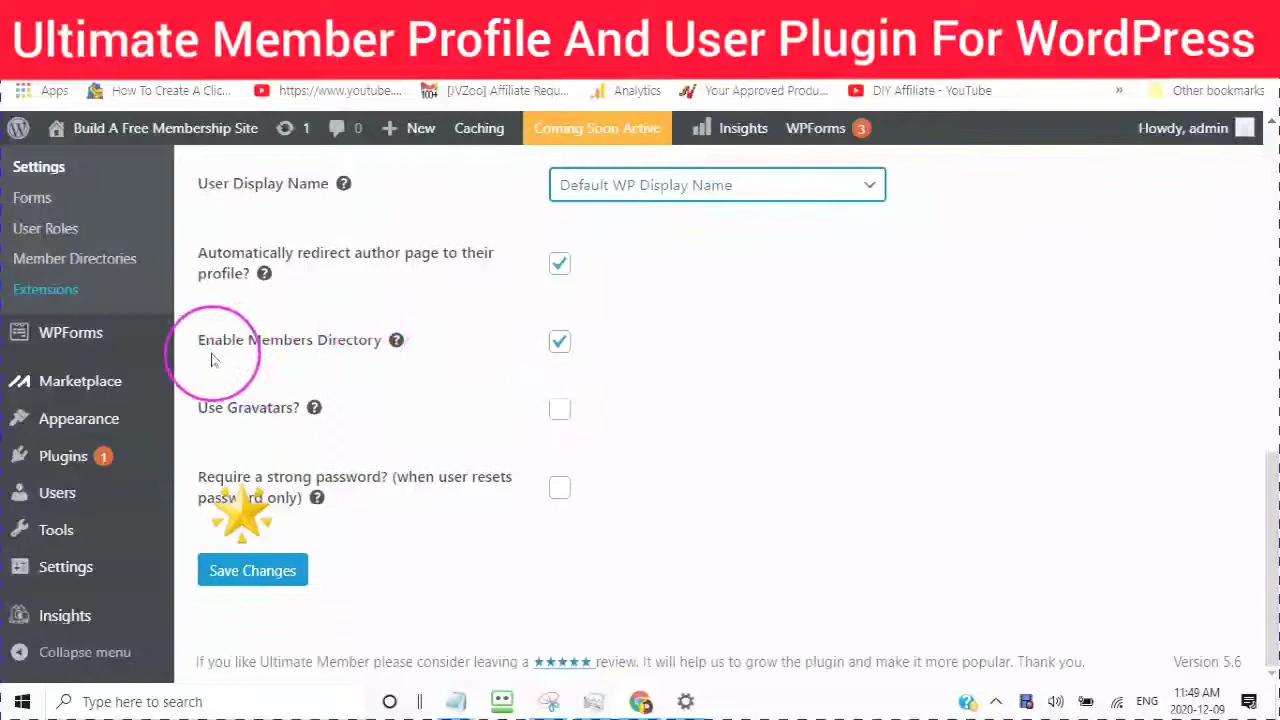 Ultimate Member Profile And User Plugin For WordPress
Apps How To Create A Clic... https://www.youtube.... 100+ [JVZoo] Affiliate Requ... Analytics Your Approved Produ... DIY Affiliate - YouTube » Other bookmarks
Build A Free Membership Site 1 0 New Caching Coming Soon Active Insights WPForms 3 Howdy, admin
Settings
Forms
User Roles
Member Directories
Extensions
WPForms
Marketplace
Appearance
Plugins 1
Users
Tools
Settings
Insights
Collapse menu
User Display Name ? Default WP Display Name
Automatically redirect author page to their
profile? ?
Enable Members Directory ?
Use Gravatars? ?
Require a strong password? (when user resets
password only) ?
Save Changes
If you like Ultimate Member please consider leaving a ★★★★★ review. It will help us to grow the plugin and make it more popular. Thank you. Version 5.6
Type here to search ENG 11:49 AM
2020-12-09